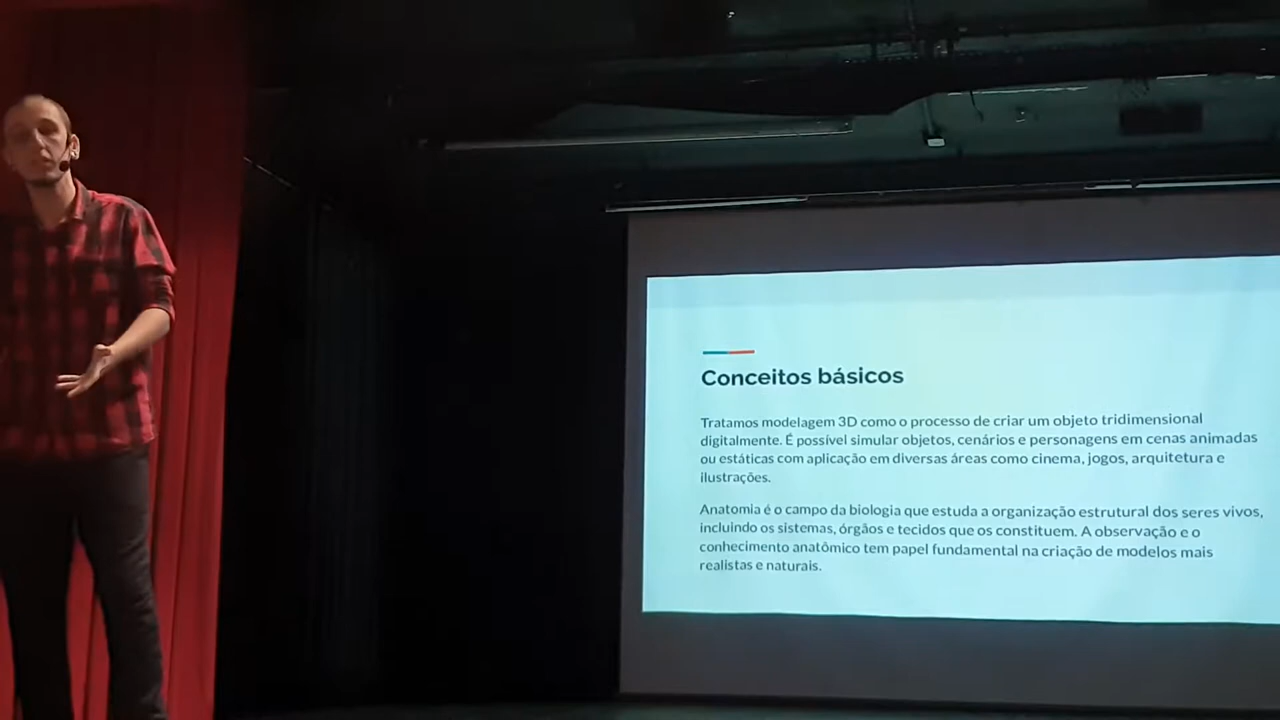 Conceitos básicos
Tratamos modelagem 3D como o processo de criar um objeto tridimensional
digitalmente. É possível simular objetos, cenários e personagens em cenas animadas
ou estáticas com aplicação em diversas áreas como cinema, jogos, arquitetura e
ilustrações.
Anatomia é o campo da biologia que estuda a organização estrutural dos seres vivos,
incluindo os sistemas, órgãos e tecidos que os constituem. A observação e o
conhecimento anatômico tem papel fundamental na criação de modelos mais
realistas e naturais.